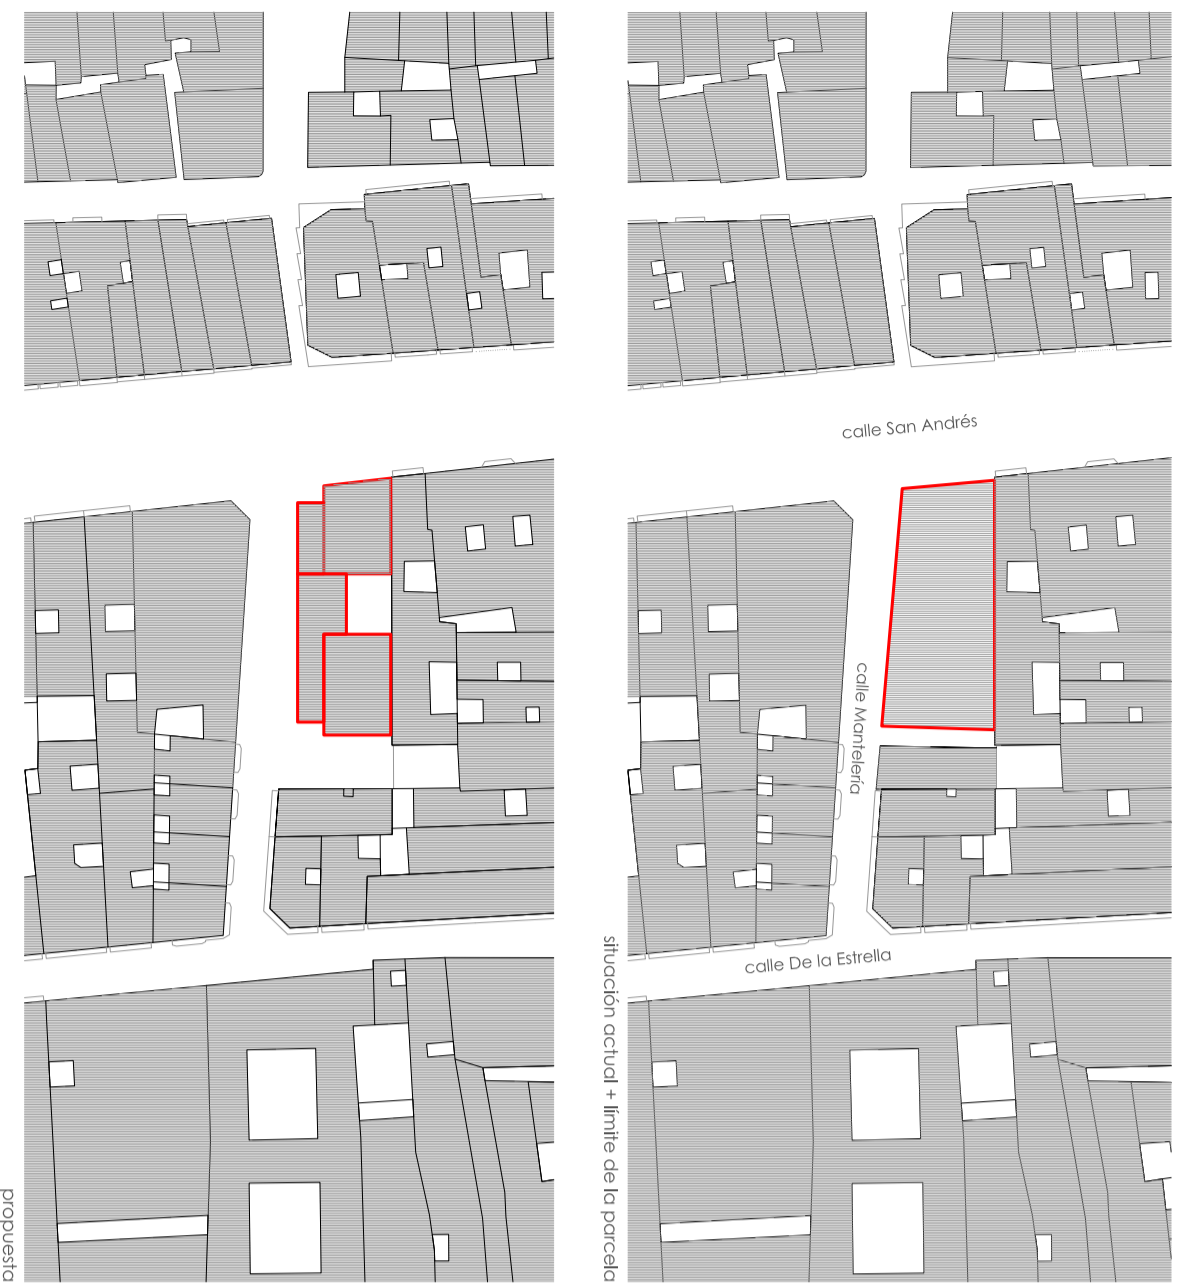 calle San Andrés
calle Mantelería
calle De la Estrella
situación actual + límite de la parcela
propuesta